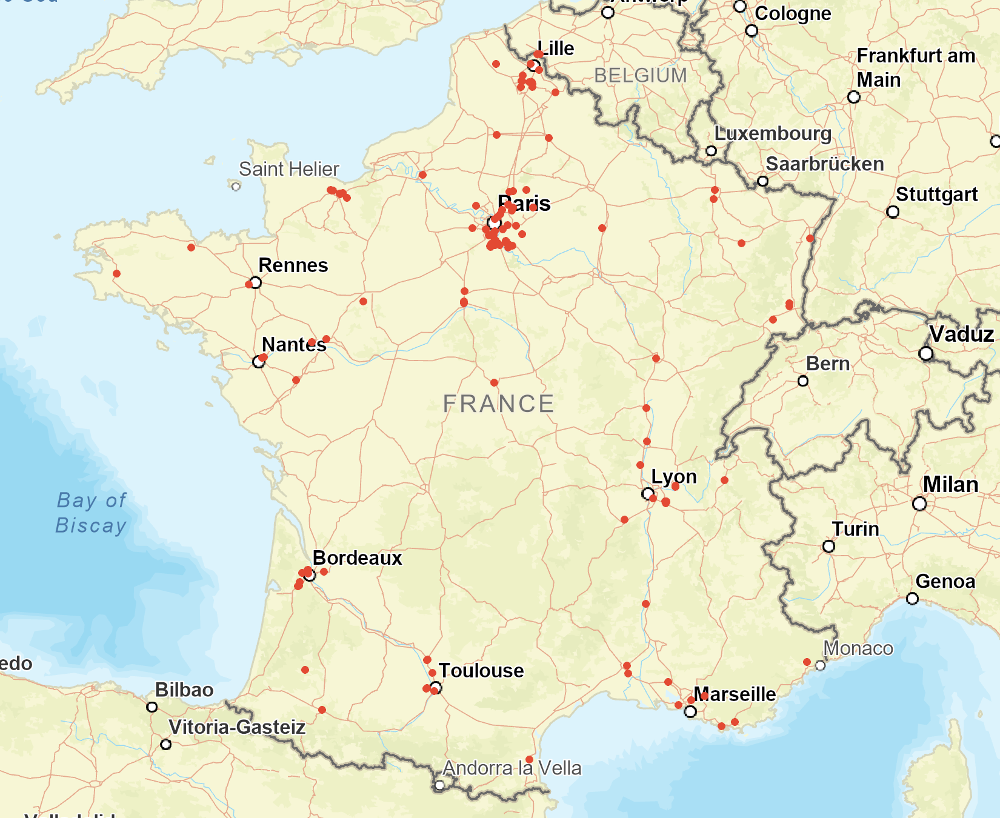 Cologne
Lille
Frankfurt am
Main
BELGIUM
Luxembourg
Saint Helier
Saarbrücken
Paris
Stuttgart
Rennes
Nantes
Vaduz
Bern
FRANCE
Lyon
Milan
Bay of
Biscay
Turin
Bordeaux
Genoa
Monaco
edo
Toulouse
Bilbao
Marseille
Vitoria-Gasteiz
Andorra la Vella